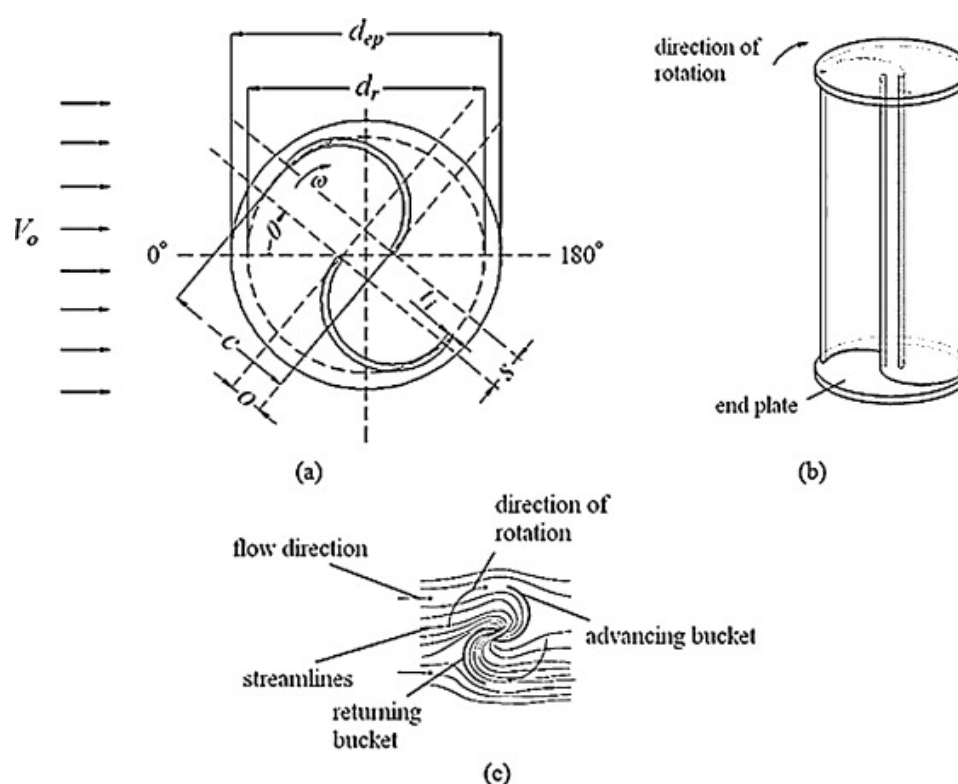 d_ep
d_r
ω
θ
V_o
0°
180°
c
o
s
(a)
direction of
rotation
end plate
(b)
direction of
rotation
flow direction
advancing bucket
streamlines
returning
bucket
(c)